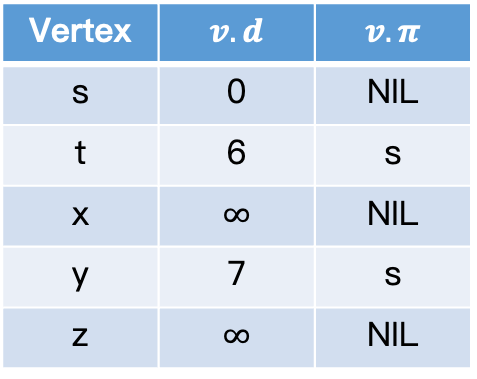 Vertex v.d v.π
s 0 NIL
t 6 s
x ∞ NIL
y 7 s
z ∞ NIL